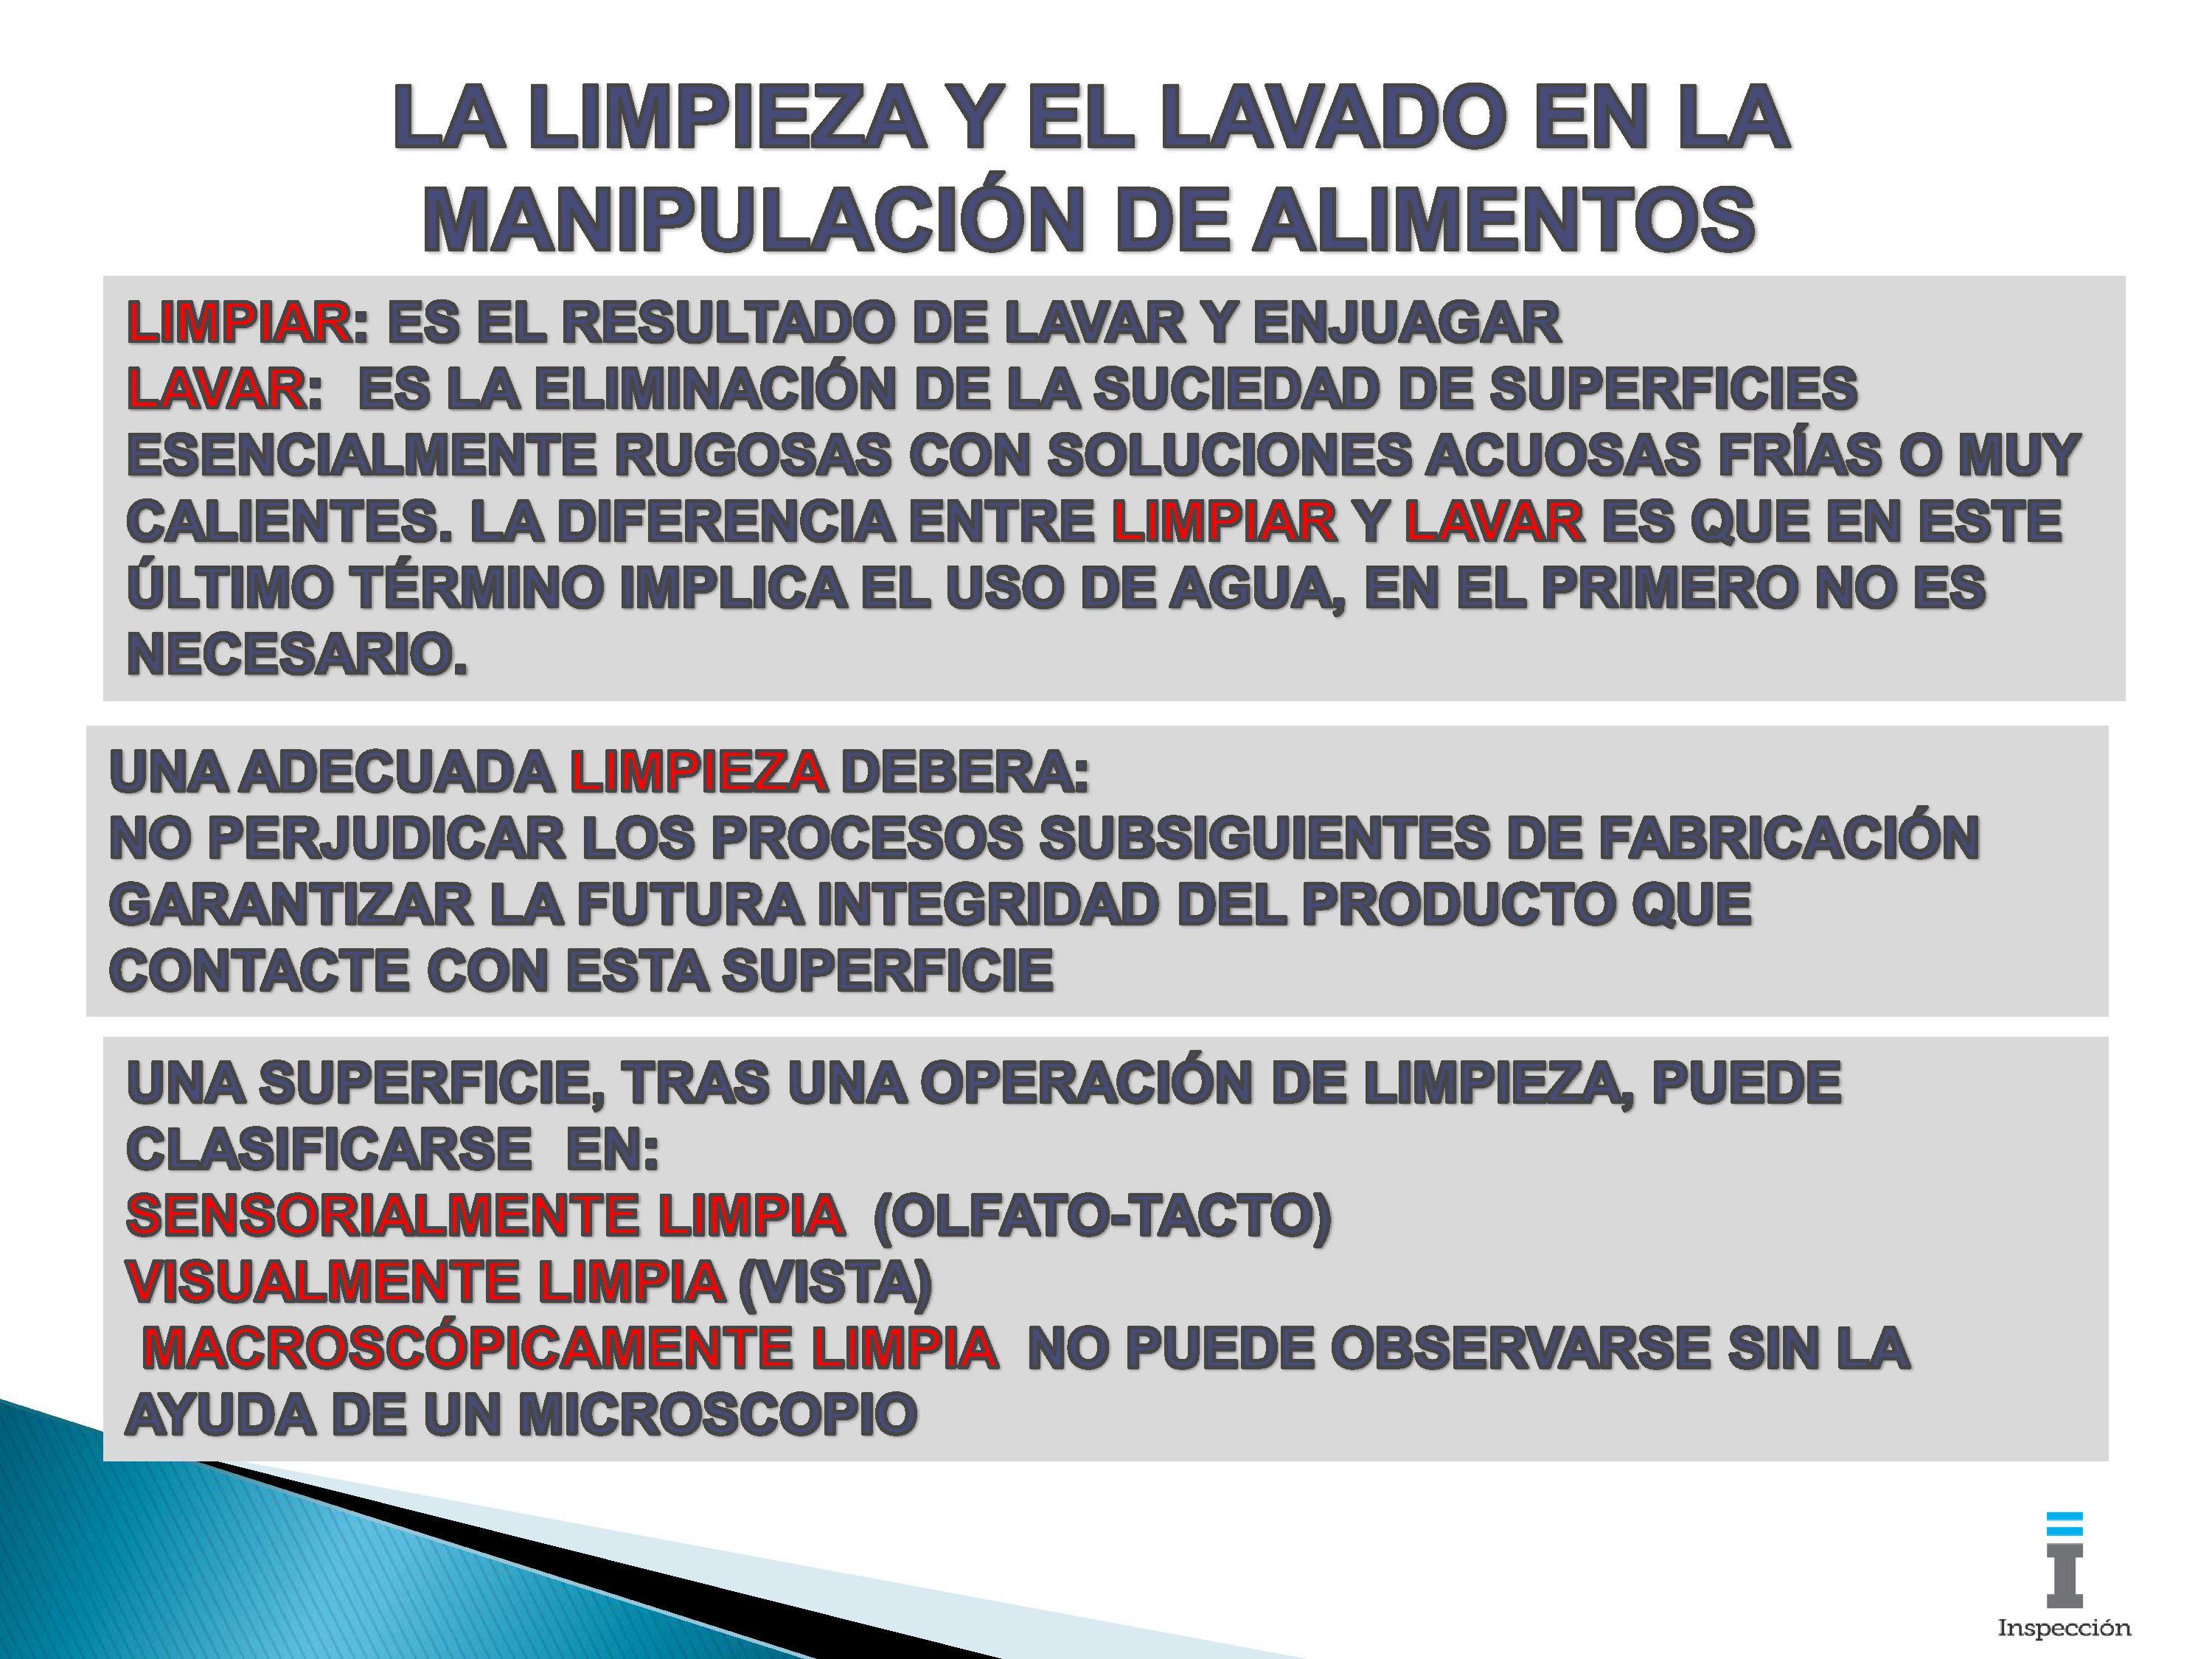 LA LIMPIEZA Y EL LAVADO EN LA
MANIPULACIÓN DE ALIMENTOS
LIMPIAR: ES EL RESULTADO DE LAVAR Y ENJUAGAR
LAVAR: ES LA ELIMINACIÓN DE LA SUCIEDAD DE SUPERFICIES
ESENCIALMENTE RUGOSAS CON SOLUCIONES ACUOSAS FRÍAS O MUY
CALIENTES. LA DIFERENCIA ENTRE LIMPIAR Y LAVAR ES QUE EN ESTE
ÚLTIMO TÉRMINO IMPLICA EL USO DE AGUA, EN EL PRIMERO NO ES
NECESARIO.
UNA ADECUADA LIMPIEZA DEBERA:
NO PERJUDICAR LOS PROCESOS SUBSIGUIENTES DE FABRICACIÓN
GARANTIZAR LA FUTURA INTEGRIDAD DEL PRODUCTO QUE
CONTACTE CON ESTA SUPERFICIE
UNA SUPERFICIE, TRAS UNA OPERACIÓN DE LIMPIEZA, PUEDE
CLASIFICARSE EN:
SENSORIALMENTE LIMPIA (OLFATO-TACTO)
VISUALMENTE LIMPIA (VISTA)
MACROSCÓPICAMENTE LIMPIA NO PUEDE OBSERVARSE SIN LA
AYUDA DE UN MICROSCOPIO
Inspección